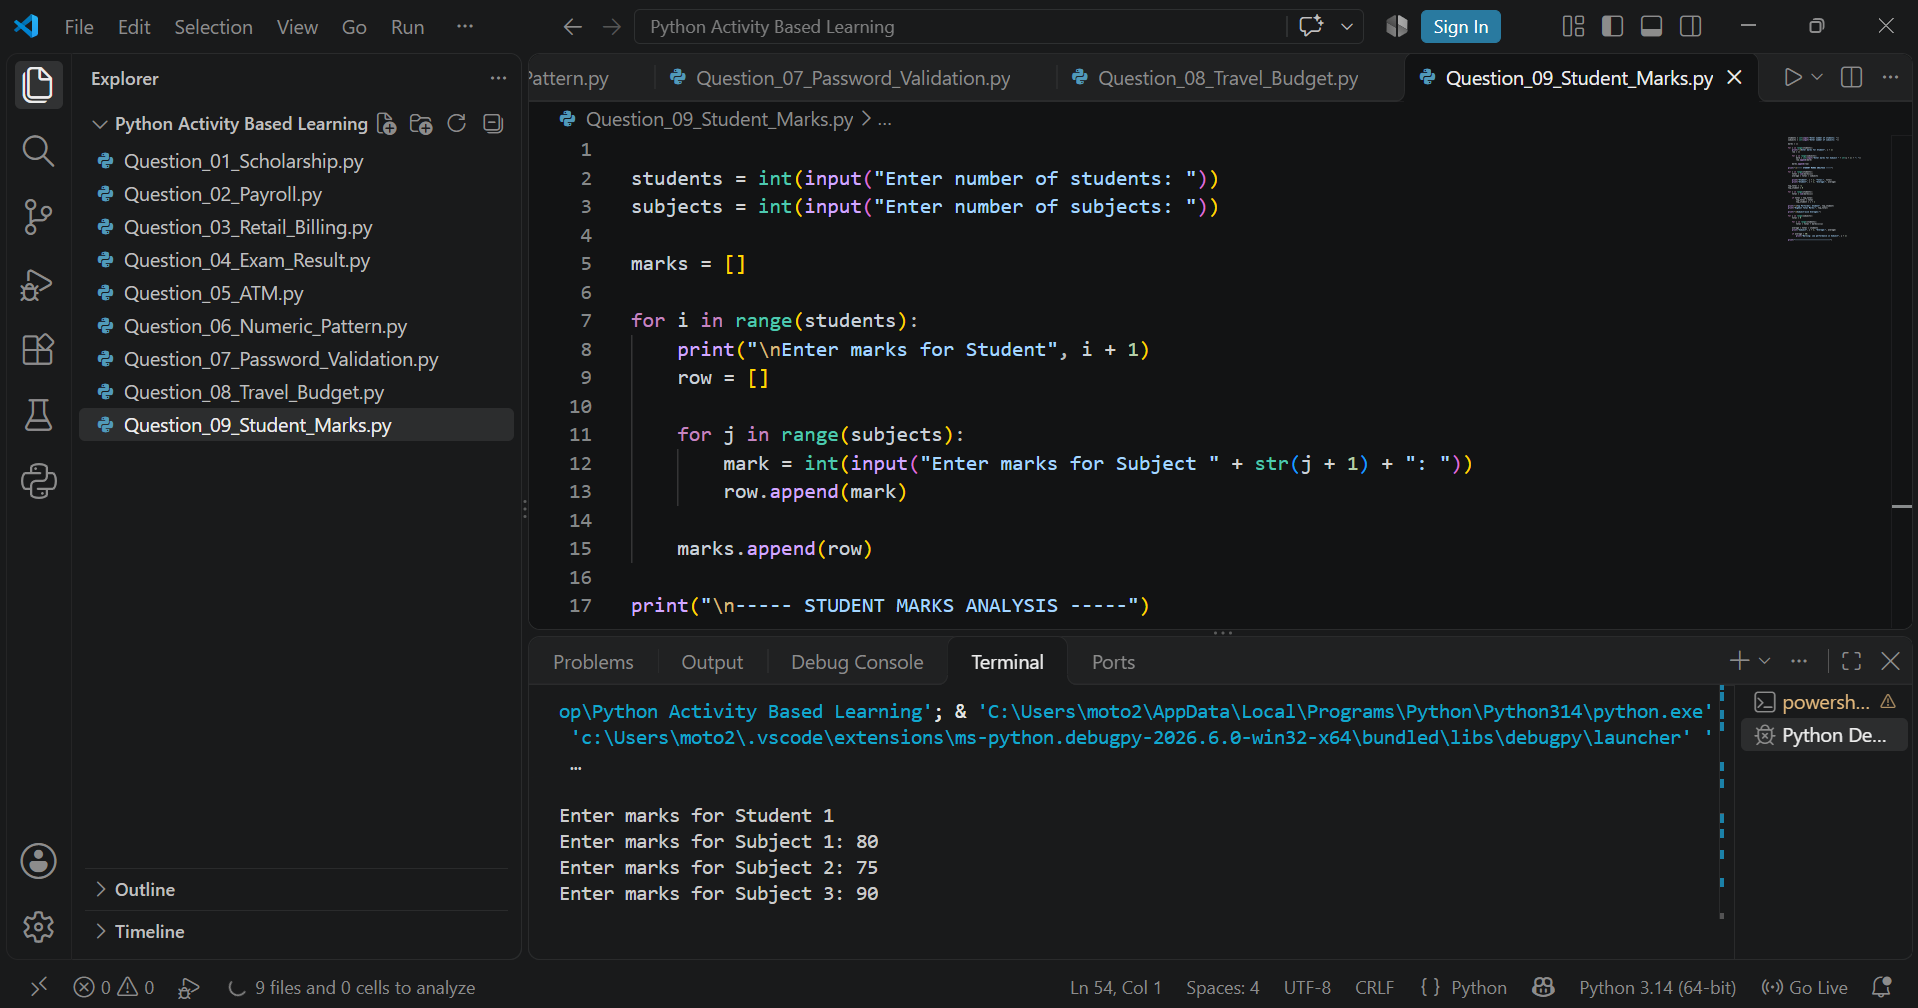 File Edit Selection View Go Run ···
Python Activity Based Learning
Sign In
Explorer
Python Activity Based Learning
Question_01_Scholarship.py
Question_02_Payroll.py
Question_03_Retail_Billing.py
Question_04_Exam_Result.py
Question_05_ATM.py
Question_06_Numeric_Pattern.py
Question_07_Password_Validation.py
Question_08_Travel_Budget.py
Question_09_Student_Marks.py
Outline
Timeline
attern.py Question_07_Password_Validation.py Question_08_Travel_Budget.py Question_09_Student_Marks.py
Question_09_Student_Marks.py > ...
1
2 students = int(input("Enter number of students: "))
3 subjects = int(input("Enter number of subjects: "))
4
5 marks = []
6
7 for i in range(students):
8     print("\nEnter marks for Student", i + 1)
9     row = []
10
11     for j in range(subjects):
12         mark = int(input("Enter marks for Subject " + str(j + 1) + ": "))
13         row.append(mark)
14
15     marks.append(row)
16
17 print("\n----- STUDENT MARKS ANALYSIS -----")
Problems Output Debug Console Terminal Ports
op\Python Activity Based Learning'; & 'C:\Users\moto2\AppData\Local\Programs\Python\Python314\python.exe'
'c:\Users\moto2\.vscode\extensions\ms-python.debugpy-2026.6.0-win32-x64\bundled\libs\debugpy\launcher' '
…
Enter marks for Student 1
Enter marks for Subject 1: 80
Enter marks for Subject 2: 75
Enter marks for Subject 3: 90
powersh...
Python De...
0 0 9 files and 0 cells to analyze
Ln 54, Col 1 Spaces: 4 UTF-8 CRLF {} Python Python 3.14 (64-bit) Go Live